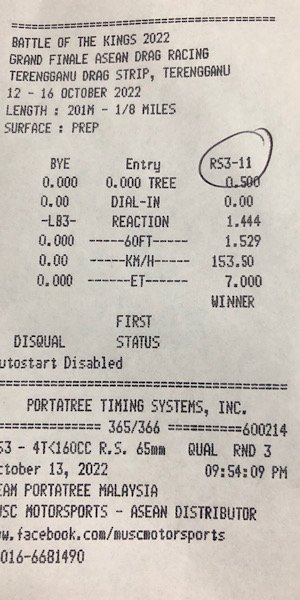 BATTLE OF THE KINGS 2022
GRAND FINALE ASEAN DRAG RACING
TERENGGANU DRAG STRIP, TERENGGANU
12 - 16 OCTOBER 2022
LENGTH : 201M - 1/8 MILES
SURFACE : PREP
BYE Entry RS3-11
0.000 0.000 TREE 0.500
0.00 DIAL-IN 0.00
-LB3- REACTION 1.444
0.000 ------60FT------ 1.529
0.00 -----KM/H----- 153.50
0.000 ------ET------ 7.000
WINNER
FIRST
DISQUAL STATUS
utostart Disabled
PORTATREE TIMING SYSTEMS, INC.
=============== 365/366 ==========600214
S3 - 4T<160CC R.S. 65mm QUAL RND 3
ctober 13, 2022 09:54:09 PM
EAM PORTATREE MALAYSIA
USC MOTORSPORTS - ASEAN DISTRIBUTOR
w.facebook.com/muscmotorsports
016-6681490